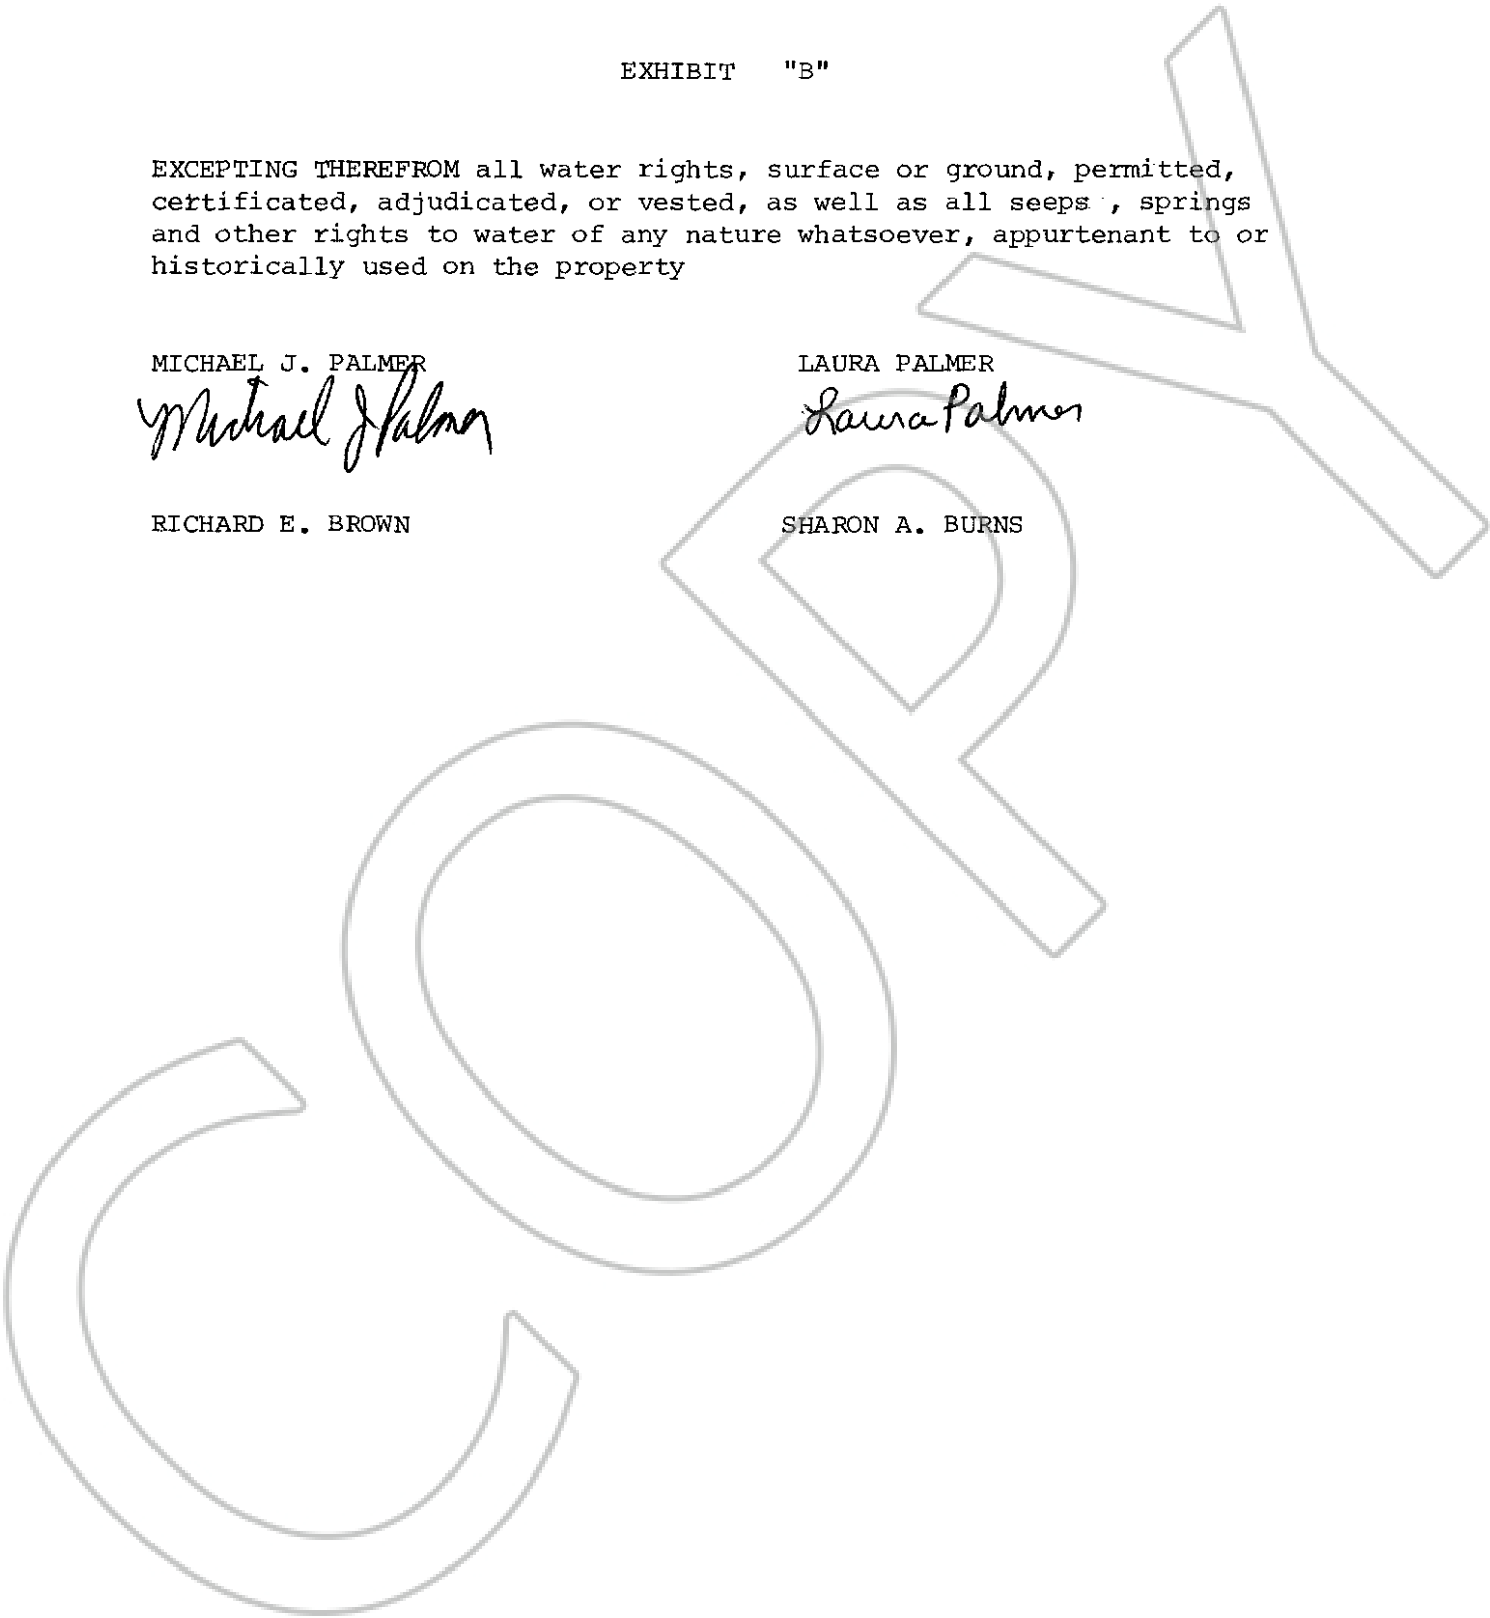 EXHIBIT "B"
EXCEPTING THEREFROM all water rights, surface or ground, permitted,
certificated, adjudicated, or vested, as well as all seeps , springs
and other rights to water of any nature whatsoever, appurtenant to or
historically used on the property
MICHAEL J. PALMER LAURA PALMER
Michael J Palmer Laura Palmer
RICHARD E. BROWN SHARON A. BURNS
COPY